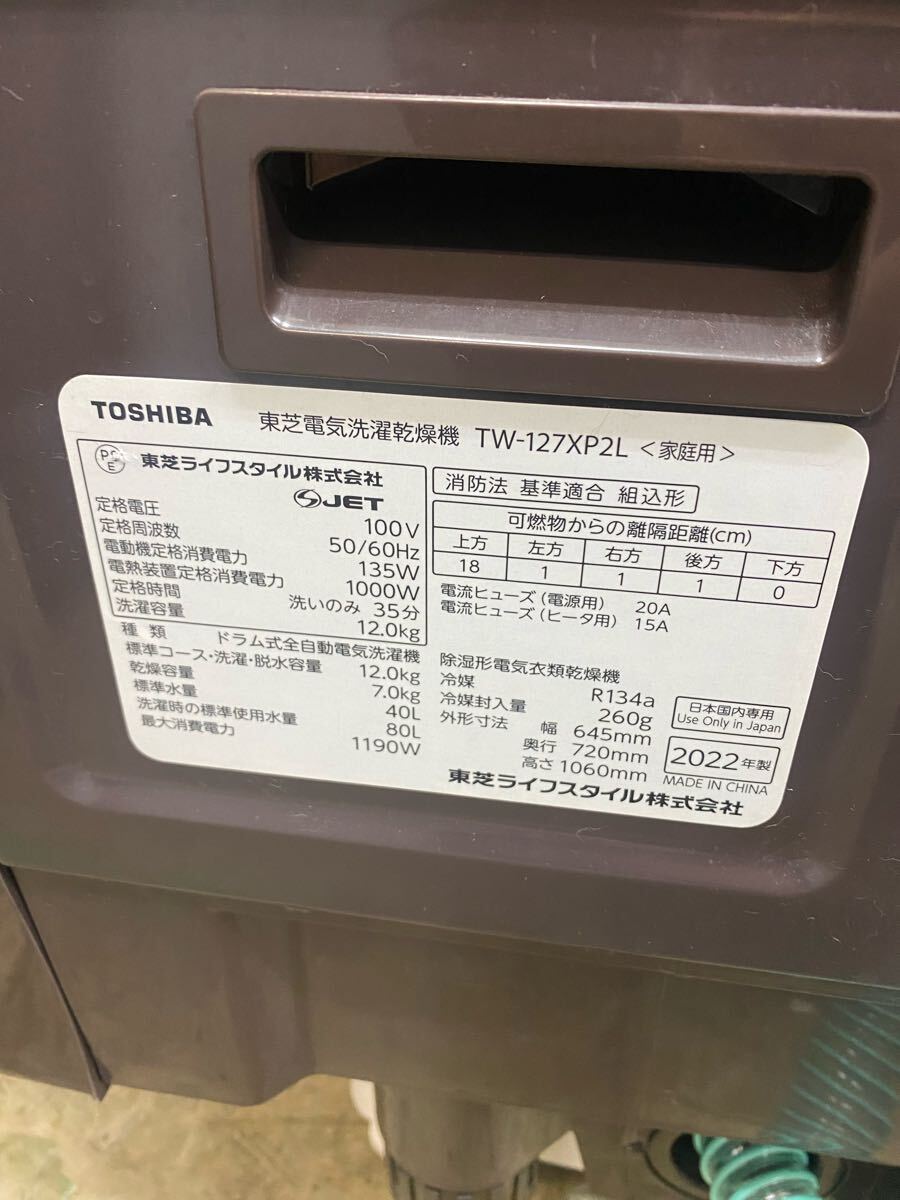 TOSHIBA 東芝電気洗濯乾燥機 TW-127XP2L <家庭用>
PS E 東芝ライフスタイル株式会社
JET
定格電圧 100V
定格周波数 50/60Hz
電動機定格消費電力 135W
電熱装置定格消費電力 1000W
定格時間 洗いのみ 35分
洗濯容量 12.0kg
種類 ドラム式全自動電気洗濯機
標準コース・洗濯・脱水容量 12.0kg
乾燥容量 7.0kg
標準水量 40L
洗濯時の標準使用水量 80L
最大消費電力 1190W
消防法 基準適合 組込形
可燃物からの離隔距離(cm)
上方 左方 右方 後方 下方
18 1 1 1 0
電流ヒューズ(電源用) 20A
電流ヒューズ(ヒータ用) 15A
除湿形電気衣類乾燥機
冷媒 R134a
冷媒封入量 260g
外形寸法 幅 645mm
奥行 720mm
高さ 1060mm
日本国内専用
Use Only in Japan
2022年製
MADE IN CHINA
東芝ライフスタイル株式会社